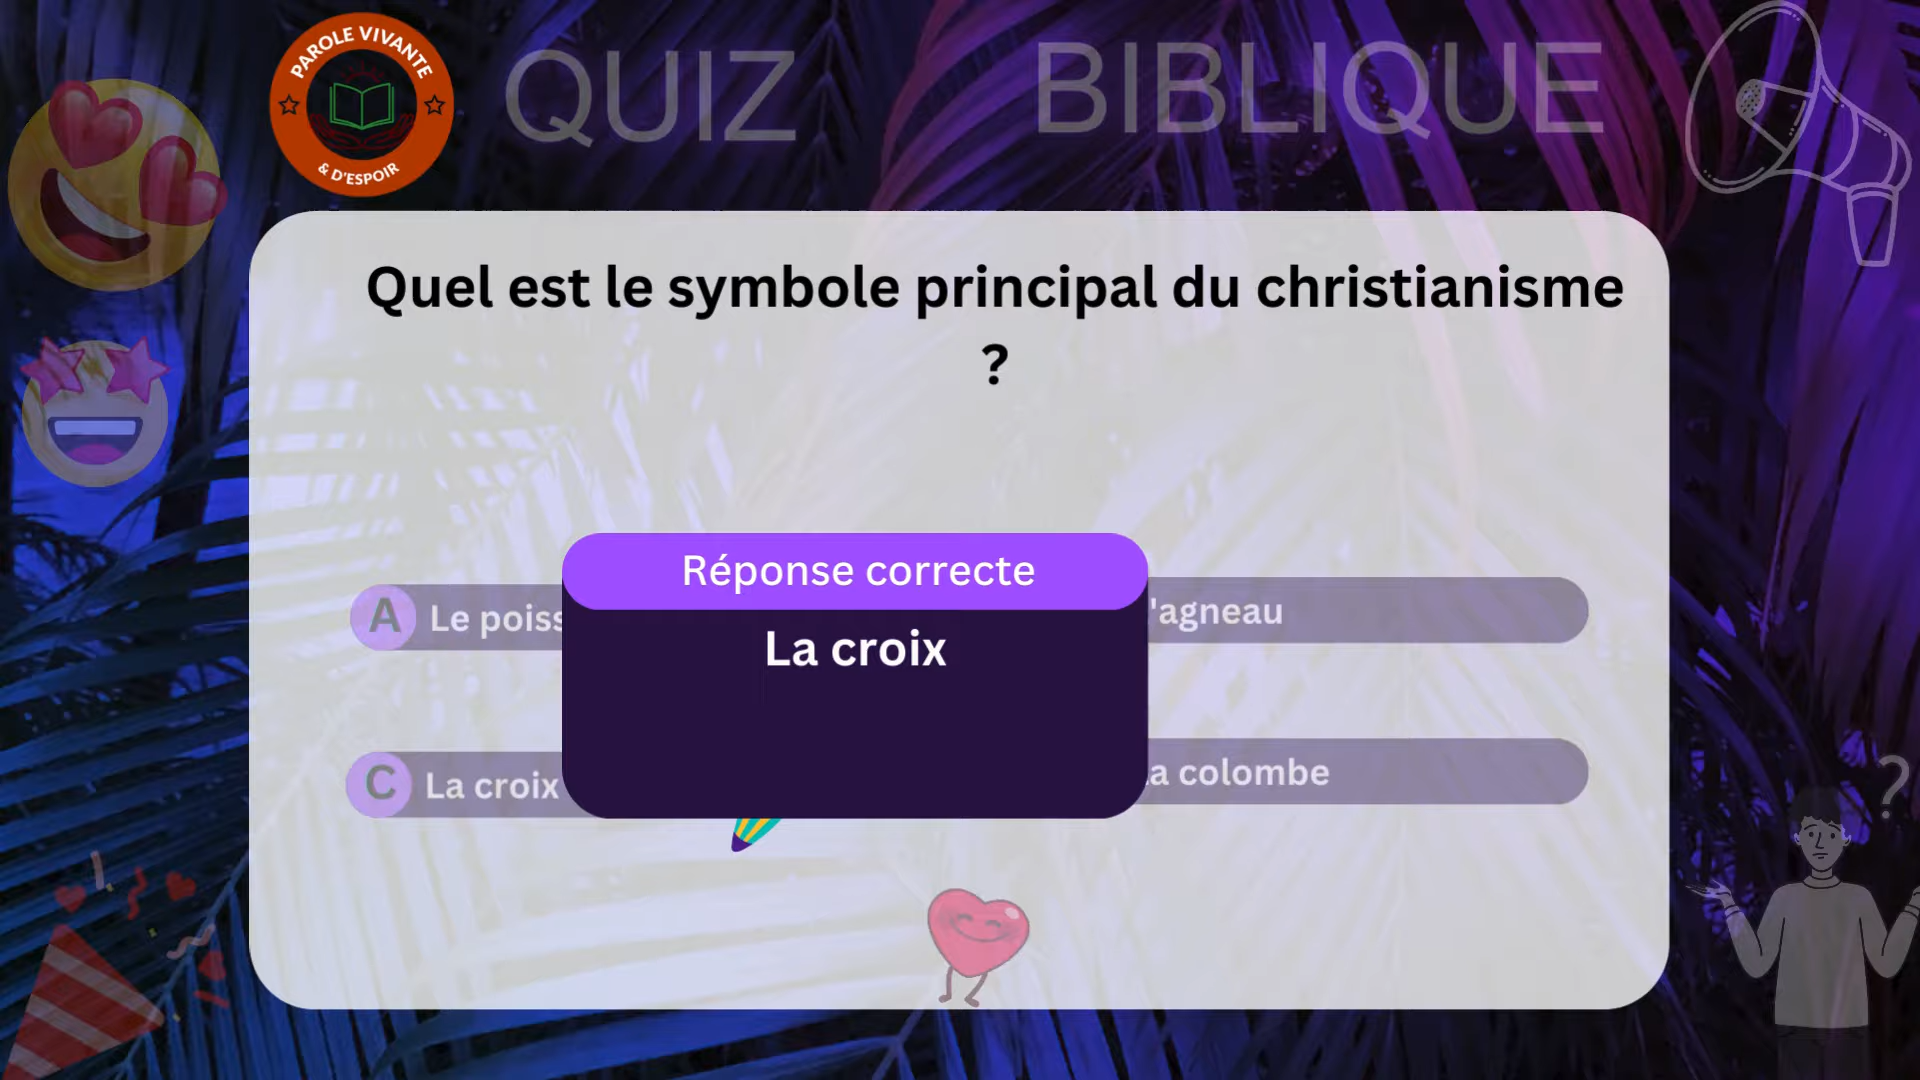 PAROLE VIVANTE
& D'ESPOIR
QUIZ BIBLIQUE
Quel est le symbole principal du christianisme
?
Réponse correcte
La croix
A Le poiss
'agneau
C La croix
a colombe
?